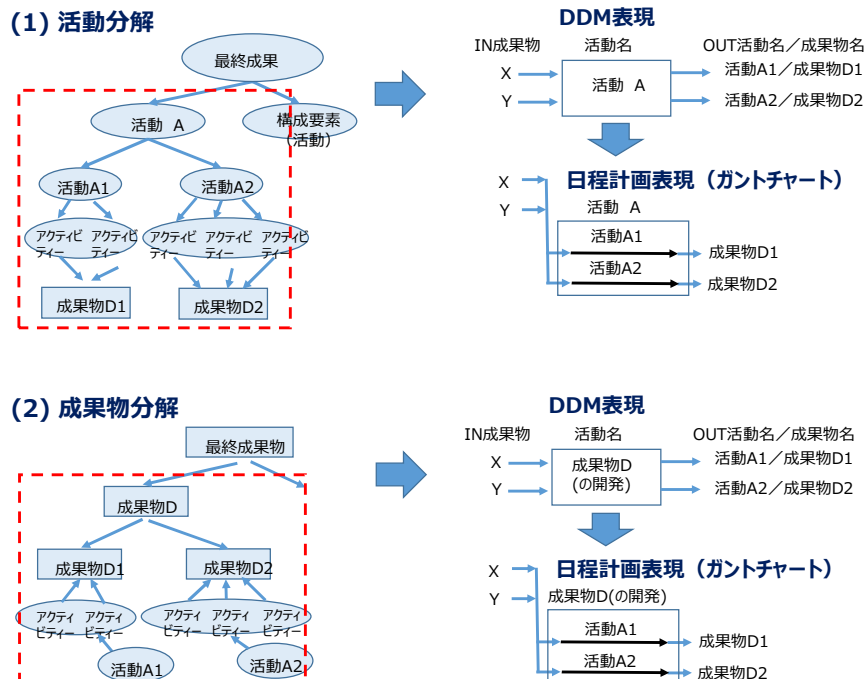 (1) 活動分解
最終成果
活動 A
構成要素
(活動)
活動A1
活動A2
アクティビ
ティー
アクティビ
ティー
アクティビ
ティー
アクティビ
ティー
アクティビ
ティー
成果物D1
成果物D2
DDM表現
IN成果物
活動名
OUT活動名／成果物名
X
Y
活動 A
活動A1／成果物D1
活動A2／成果物D2
日程計画表現（ガントチャート）
X
Y
活動 A
活動A1
活動A2
成果物D1
成果物D2
(2) 成果物分解
最終成果物
成果物D
成果物D1
成果物D2
アクティ
ビティー
アクティ
ビティー
アクティ
ビティー
アクティ
ビティー
アクティ
ビティー
活動A1
活動A2
DDM表現
IN成果物
活動名
OUT活動名／成果物名
X
Y
成果物D
(の開発)
活動A1／成果物D1
活動A2／成果物D2
日程計画表現（ガントチャート）
X
Y
成果物D(の開発)
活動A1
活動A2
成果物D1
成果物D2